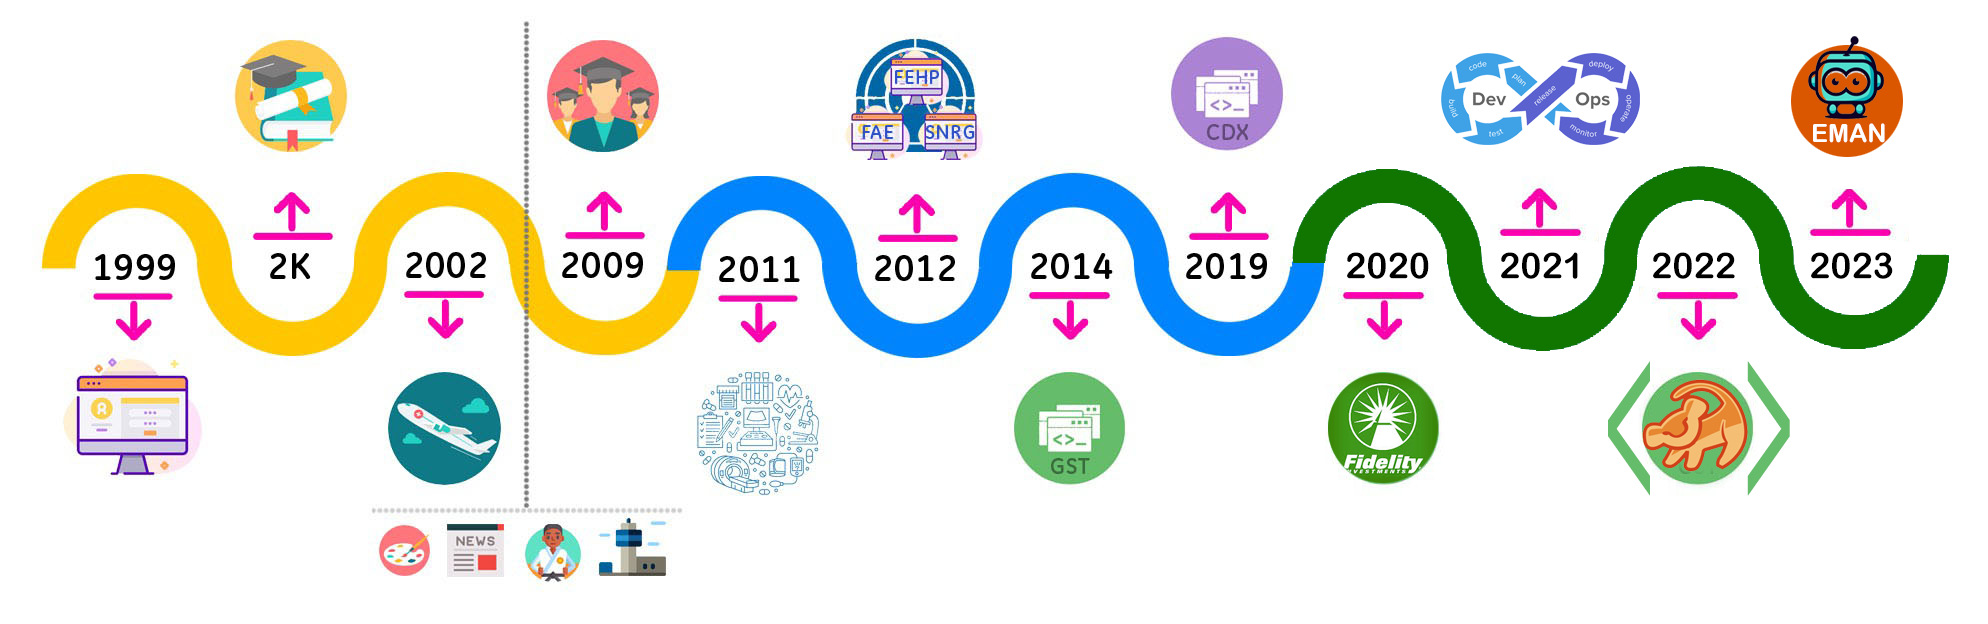 FEHP
FAE
SNRG
<>_
CDX
code
plan
build
test
Dev
release
deploy
operate
monitor
Ops
EMAN
1999
2K
2002
2009
2011
2012
2014
2019
2020
2021
2022
2023
R
<>_
GST
Fidelity
INVESTMENTS
NEWS